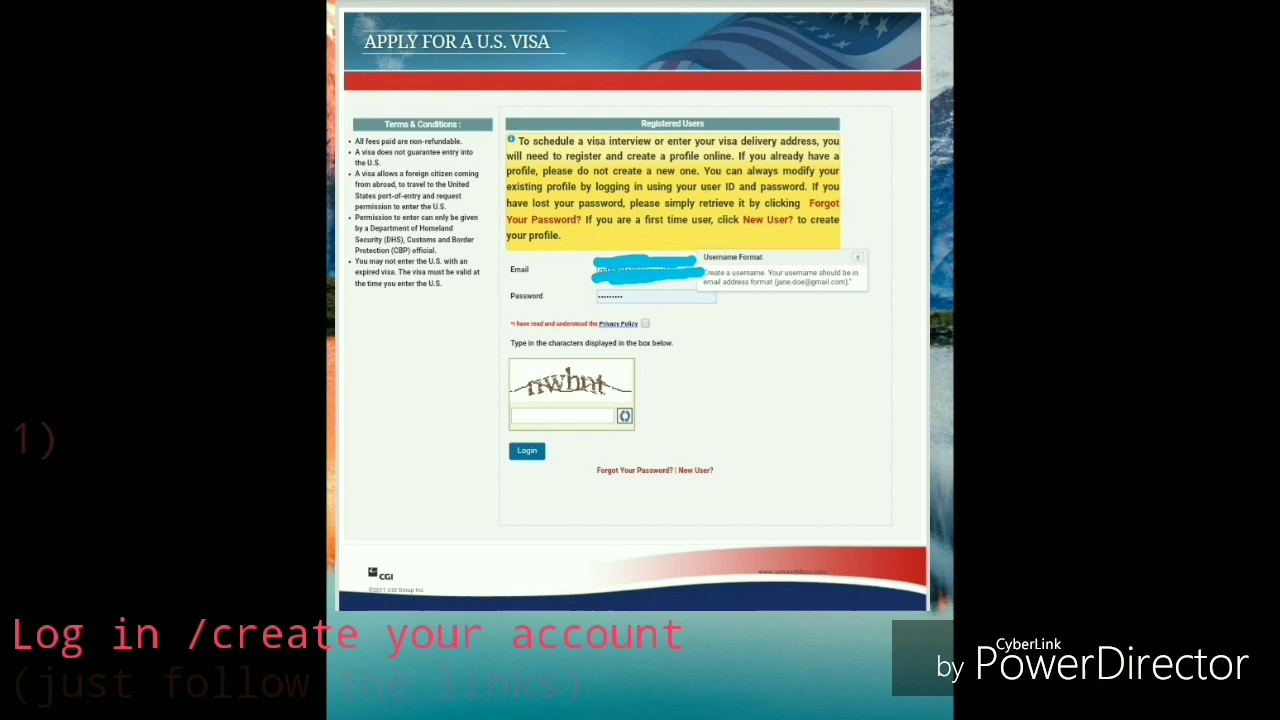 APPLY FOR A U.S. VISA
Terms & Conditions :
• All fees paid are non-refundable.
• A visa does not guarantee entry into
the U.S.
• A visa allows a foreign citizen coming
from abroad, to travel to the United
States port-of-entry and request
permission to enter the U.S.
• Permission to enter can only be given
by a Department of Homeland
Security (DHS), Customs and Border
Protection (CBP) official.
• You may not enter the U.S. with an
expired visa. The visa must be valid at
the time you enter the U.S.
Registered Users
To schedule a visa interview or enter your visa delivery address, you
will need to register and create a profile online. If you already have a
profile, please do not create a new one. You can always modify your
existing profile by logging in using your user ID and password. If you
have lost your password, please simply retrieve it by clicking Forgot
Your Password? If you are a first time user, click New User? to create
your profile.
Username Format
x
Create a username. Your username should be in
email address format (jane.doe@gmail.com)."
Email
Password
*I have read and understood the Privacy Policy
Type in the characters displayed in the box below.
nwhnt
Login
Forgot Your Password? | New User?
CGI
©2011 CGI Group Inc.
www.ustraveldocs.com
1)
Log in /create your account
(just follow the links)
CyberLink
by PowerDirector